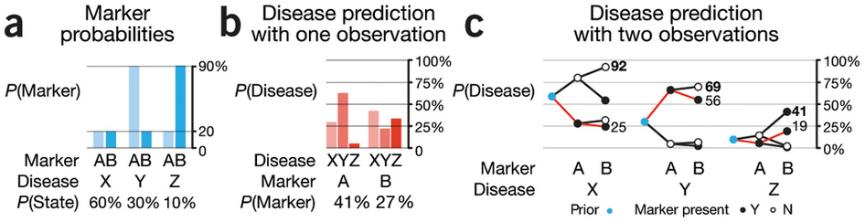 a
Marker
probabilities
90%
P(Marker)
20
0
Marker AB AB AB
Disease X Y Z
P(State) 60% 30% 10%
b
Disease prediction
with one observation
100%
P(Disease)
75%
50%
25%
Disease XYZ XYZ
Marker A B
P(Marker) 41% 27%
c
Disease prediction
with two observations
100%
P(Disease)
75%
50%
25%
0%
92
25
69
56
41
19
Marker A B A B A B
Disease X Y Z
Prior Marker present Y N